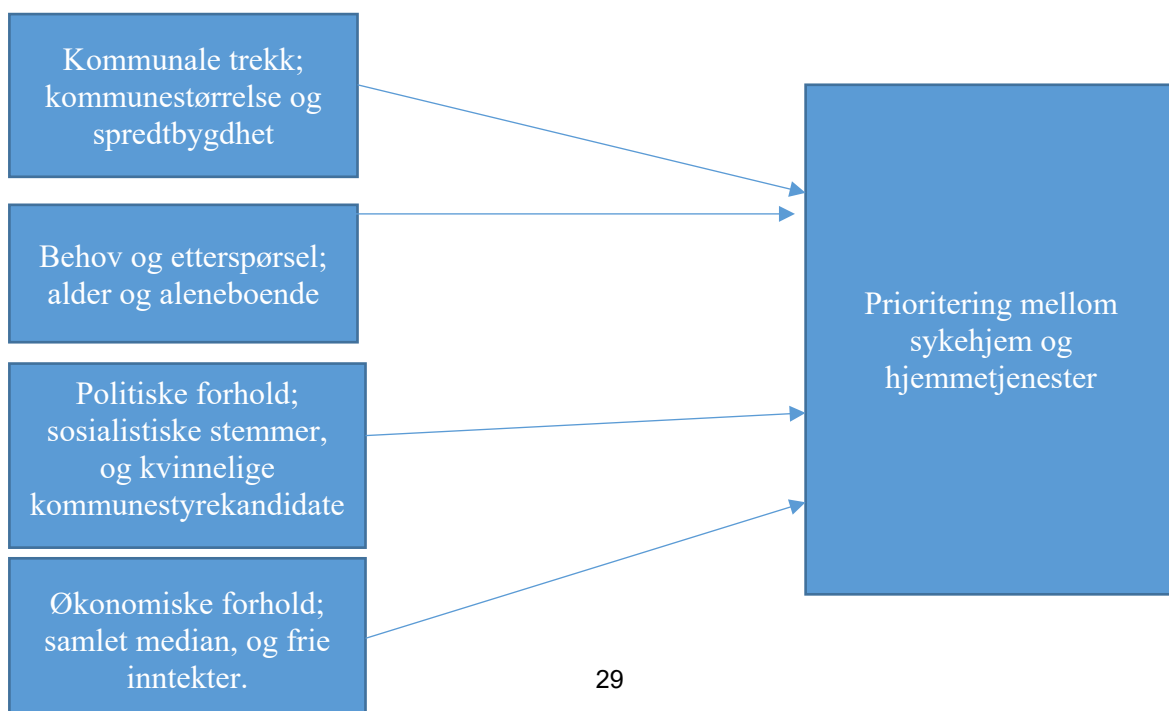 Kommunale trekk;
kommunestørrelse og
spredtbygdhet
Behov og etterspørsel;
alder og aleneboende
Politiske forhold;
sosialistiske stemmer,
og kvinnelige
kommunestyrekandidate
Økonomiske forhold;
samlet median, og frie
inntekter.
Prioritering mellom
sykehjem og
hjemmetjenester
29